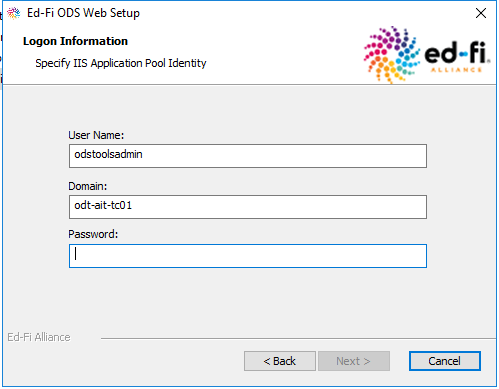 Ed-Fi ODS Web Setup
Logon Information
Specify IIS Application Pool Identity
ed-fi
ALLIANCE
User Name:
odstoolsadmin
Domain:
odt-ait-tc01
Password:
Ed-Fi Alliance
< Back
Next >
Cancel